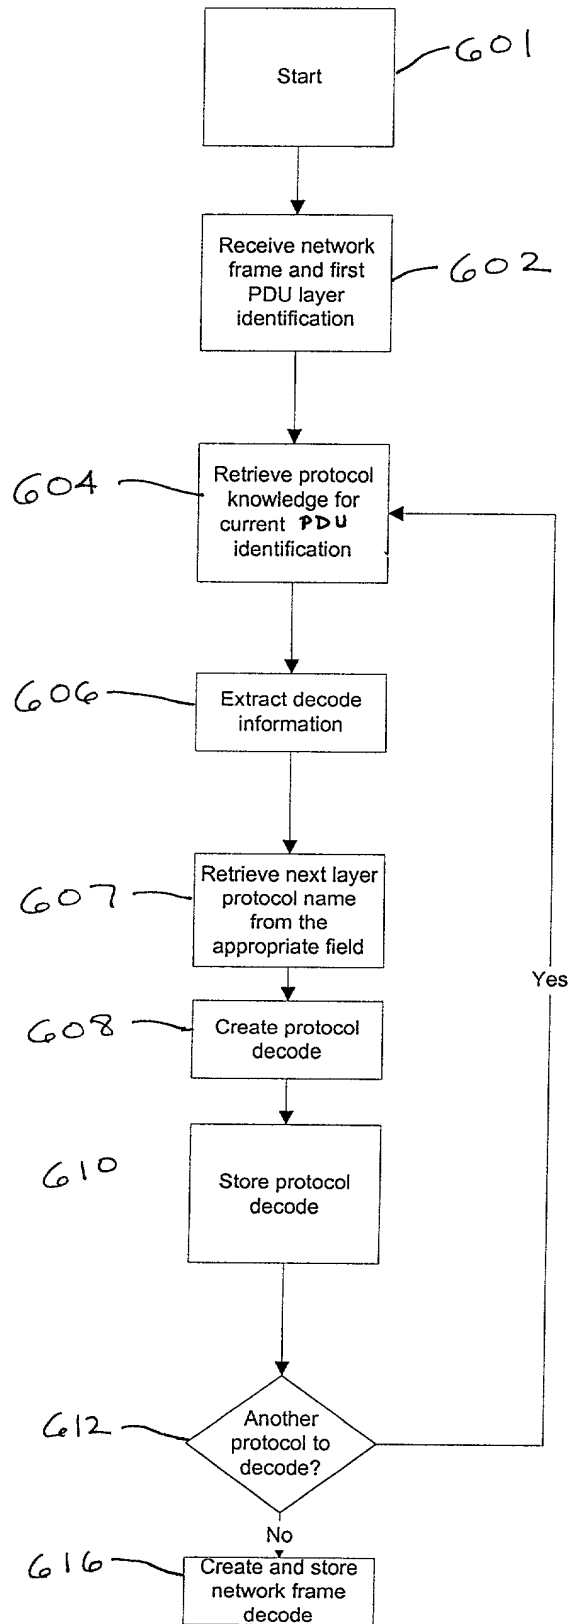 Start
601
Receive network
frame and first
PDU layer
identification
602
604
Retrieve protocol
knowledge for
current PDU
identification
606
Extract decode
information
607
Retrieve next layer
protocol name
from the
appropriate field
Yes
608
Create protocol
decode
610
Store protocol
decode
612
Another
protocol to
decode?
No
616
Create and store
network frame
decode